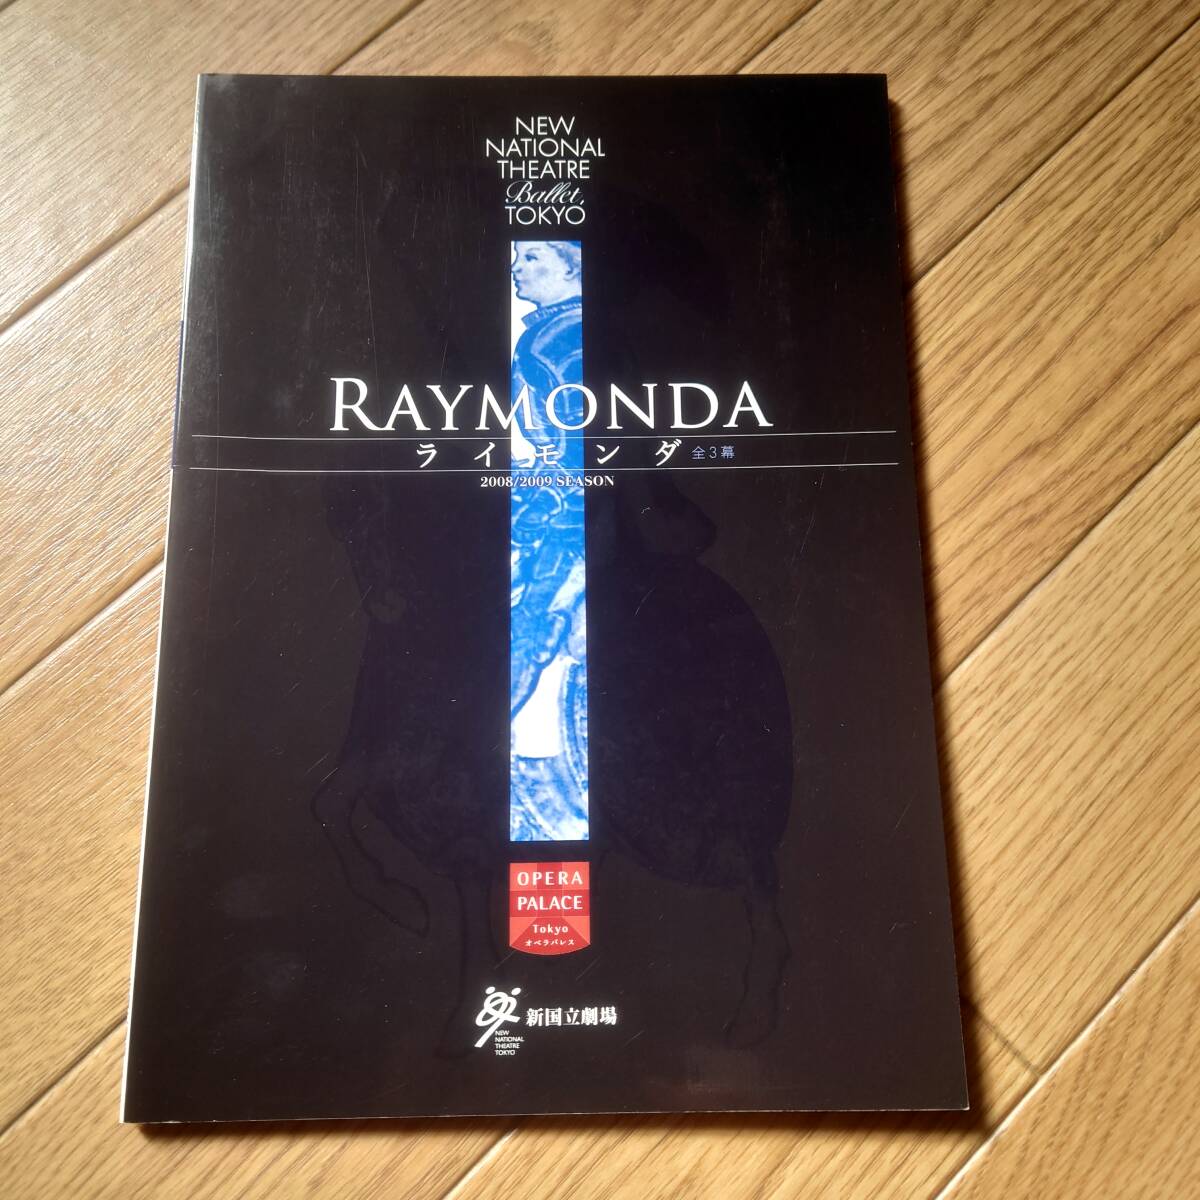 NEW
NATIONAL
THEATRE
Ballet,
TOKYO
RAYMONDA
ライモンダ 全3幕
2008/2009 SEASON
OPERA
PALACE
Tokyo
オペラパレス
新国立劇場
NEW
NATIONAL
THEATRE
TOKYO